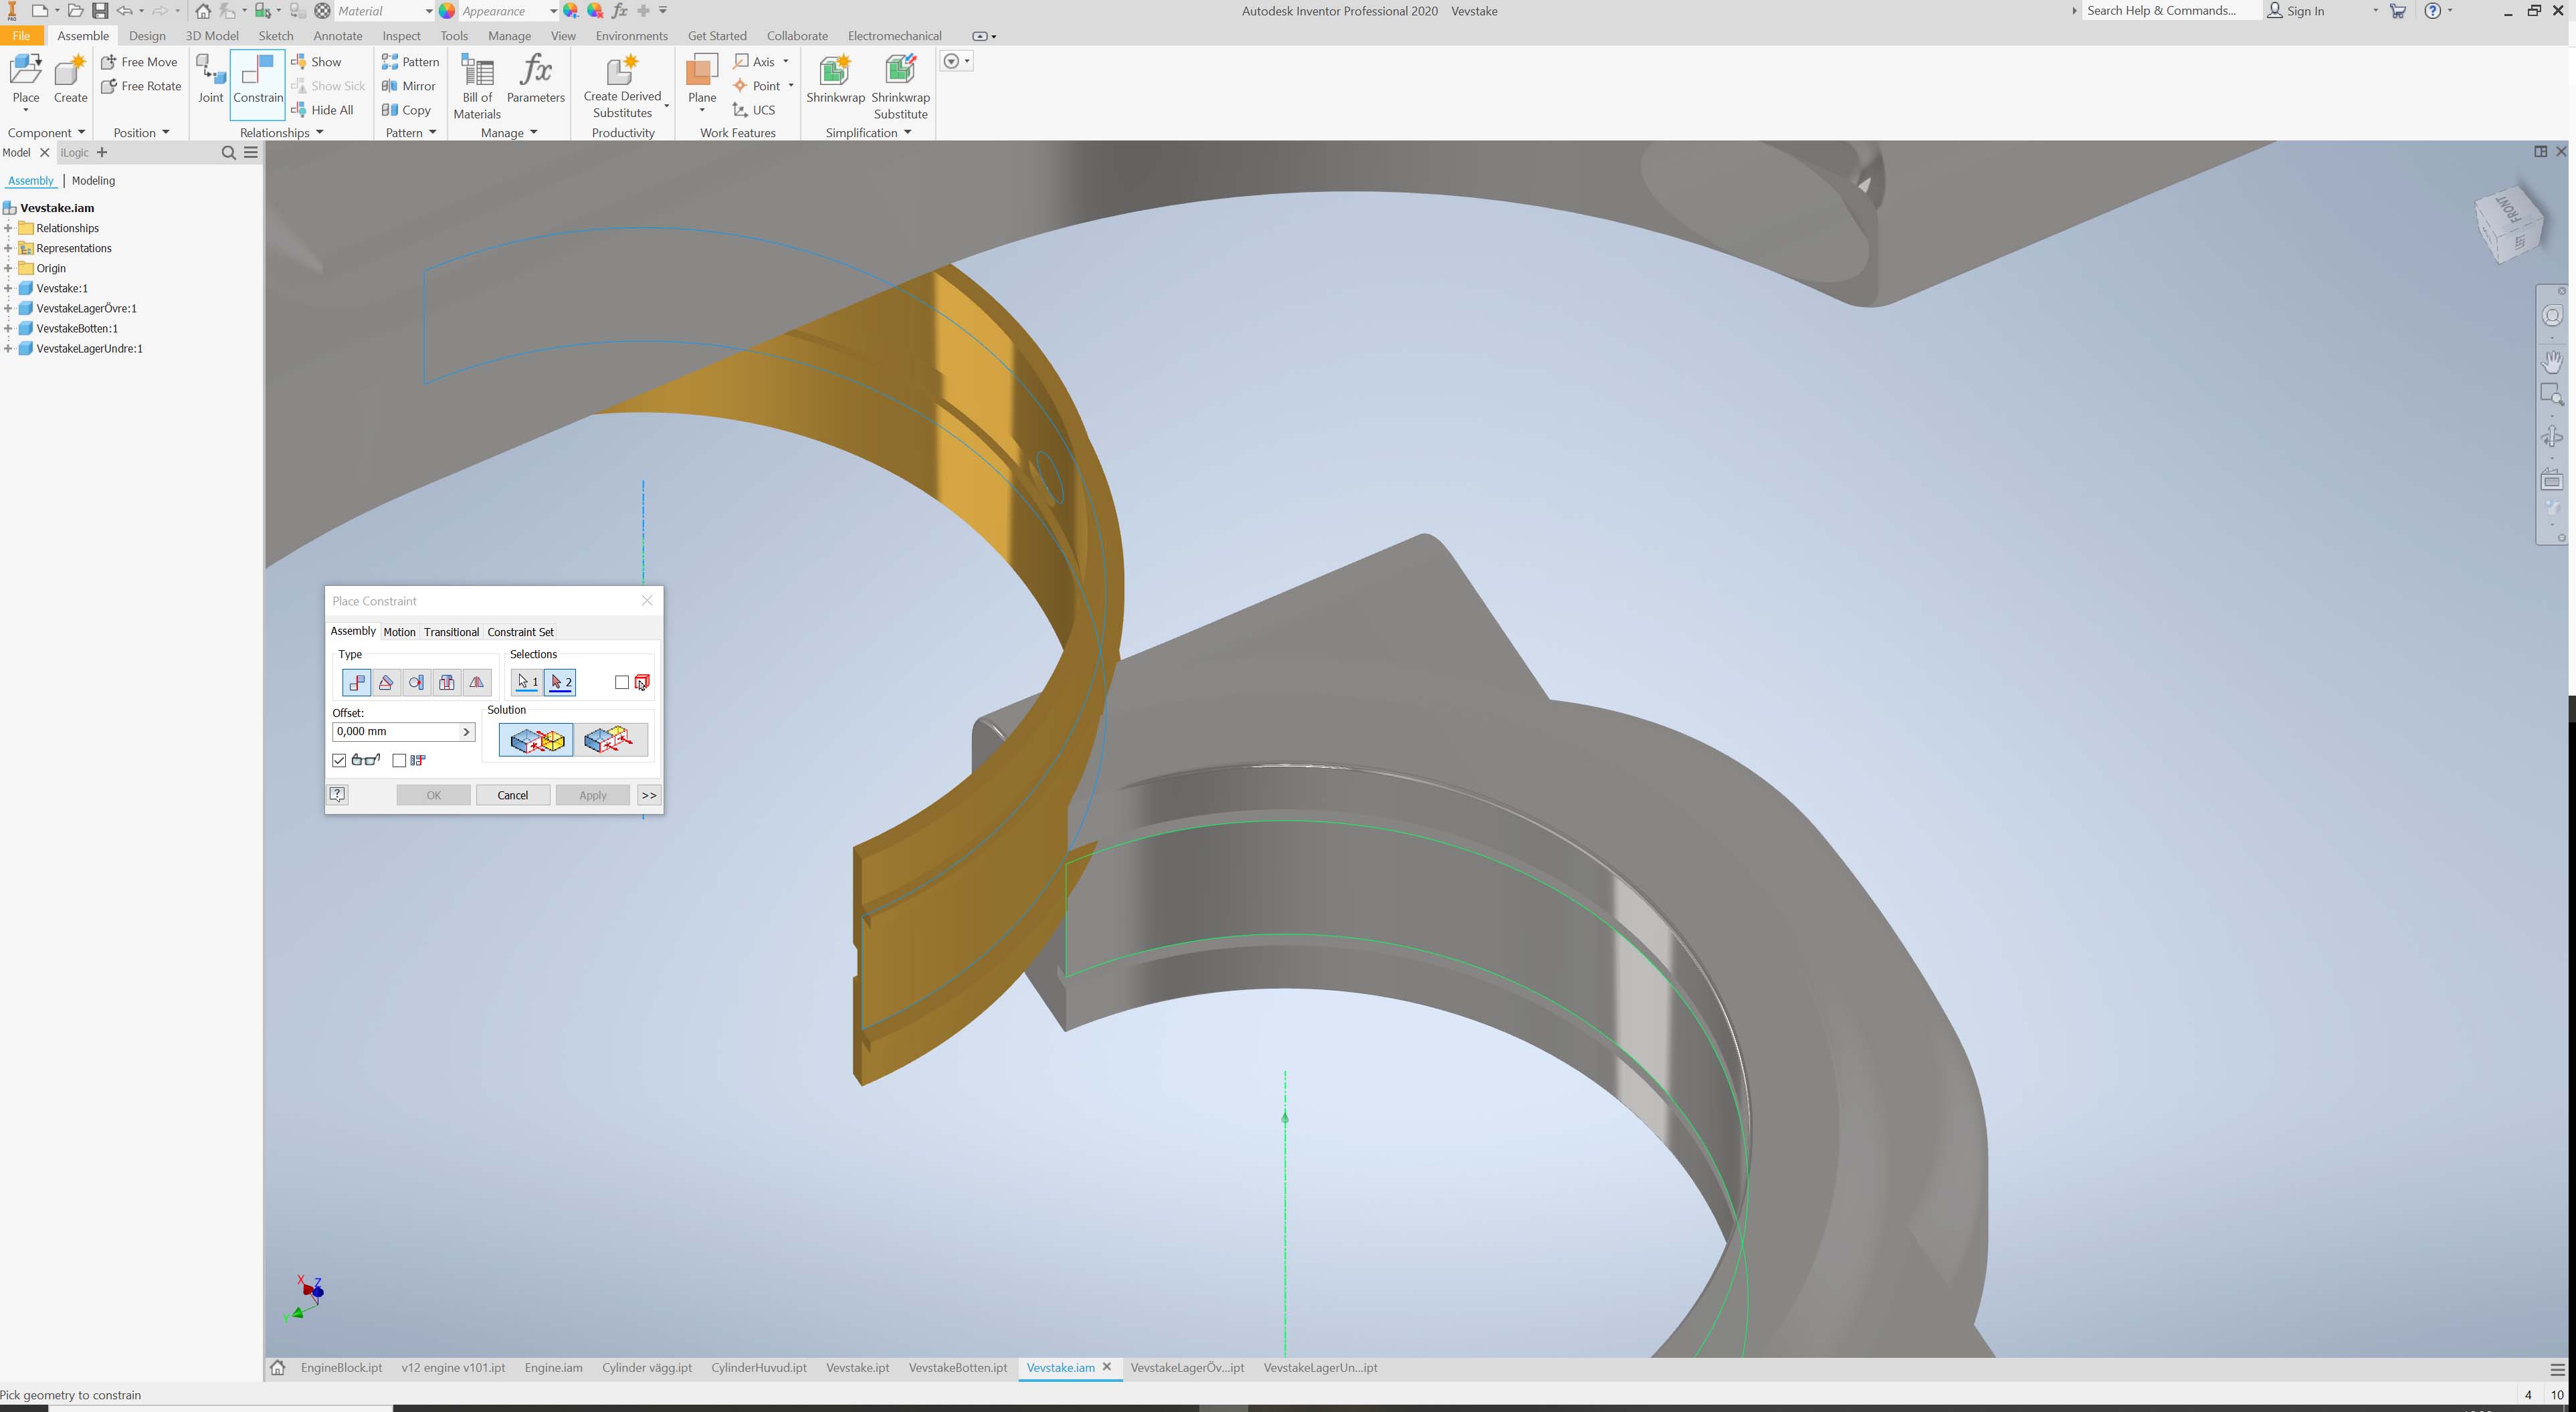 PRO Material Appearance fx Autodesk Inventor Professional 2020 Vevstake Search Help & Commands... Sign In
File Assemble Design 3D Model Sketch Annotate Inspect Tools Manage View Environments Get Started Collaborate Electromechanical
Place Create Free Move Free Rotate Joint Constrain Show Show Sick Hide All Pattern Mirror Copy Bill of Materials fx Parameters Create Derived Substitutes Plane Axis Point UCS Shrinkwrap Shrinkwrap Substitute
Component Position Relationships Pattern Manage Productivity Work Features Simplification
Model iLogic
Assembly | Modeling
Vevstake.iam
Relationships
Representations
Origin
Vevstake:1
VevstakeLagerÖvre:1
VevstakeBotten:1
VevstakeLagerUndre:1
FRONT
Place Constraint
Assembly Motion Transitional Constraint Set
Type Selections
1 2
Offset: Solution
0,000 mm
OK Cancel Apply >>
X Z
Y
EngineBlock.ipt v12 engine v101.ipt Engine.iam Cylinder vägg.ipt CylinderHuvud.ipt Vevstake.ipt VevstakeBotten.ipt Vevstake.iam VevstakeLagerÖv...ipt VevstakeLagerUn...ipt
Pick geometry to constrain 4 10